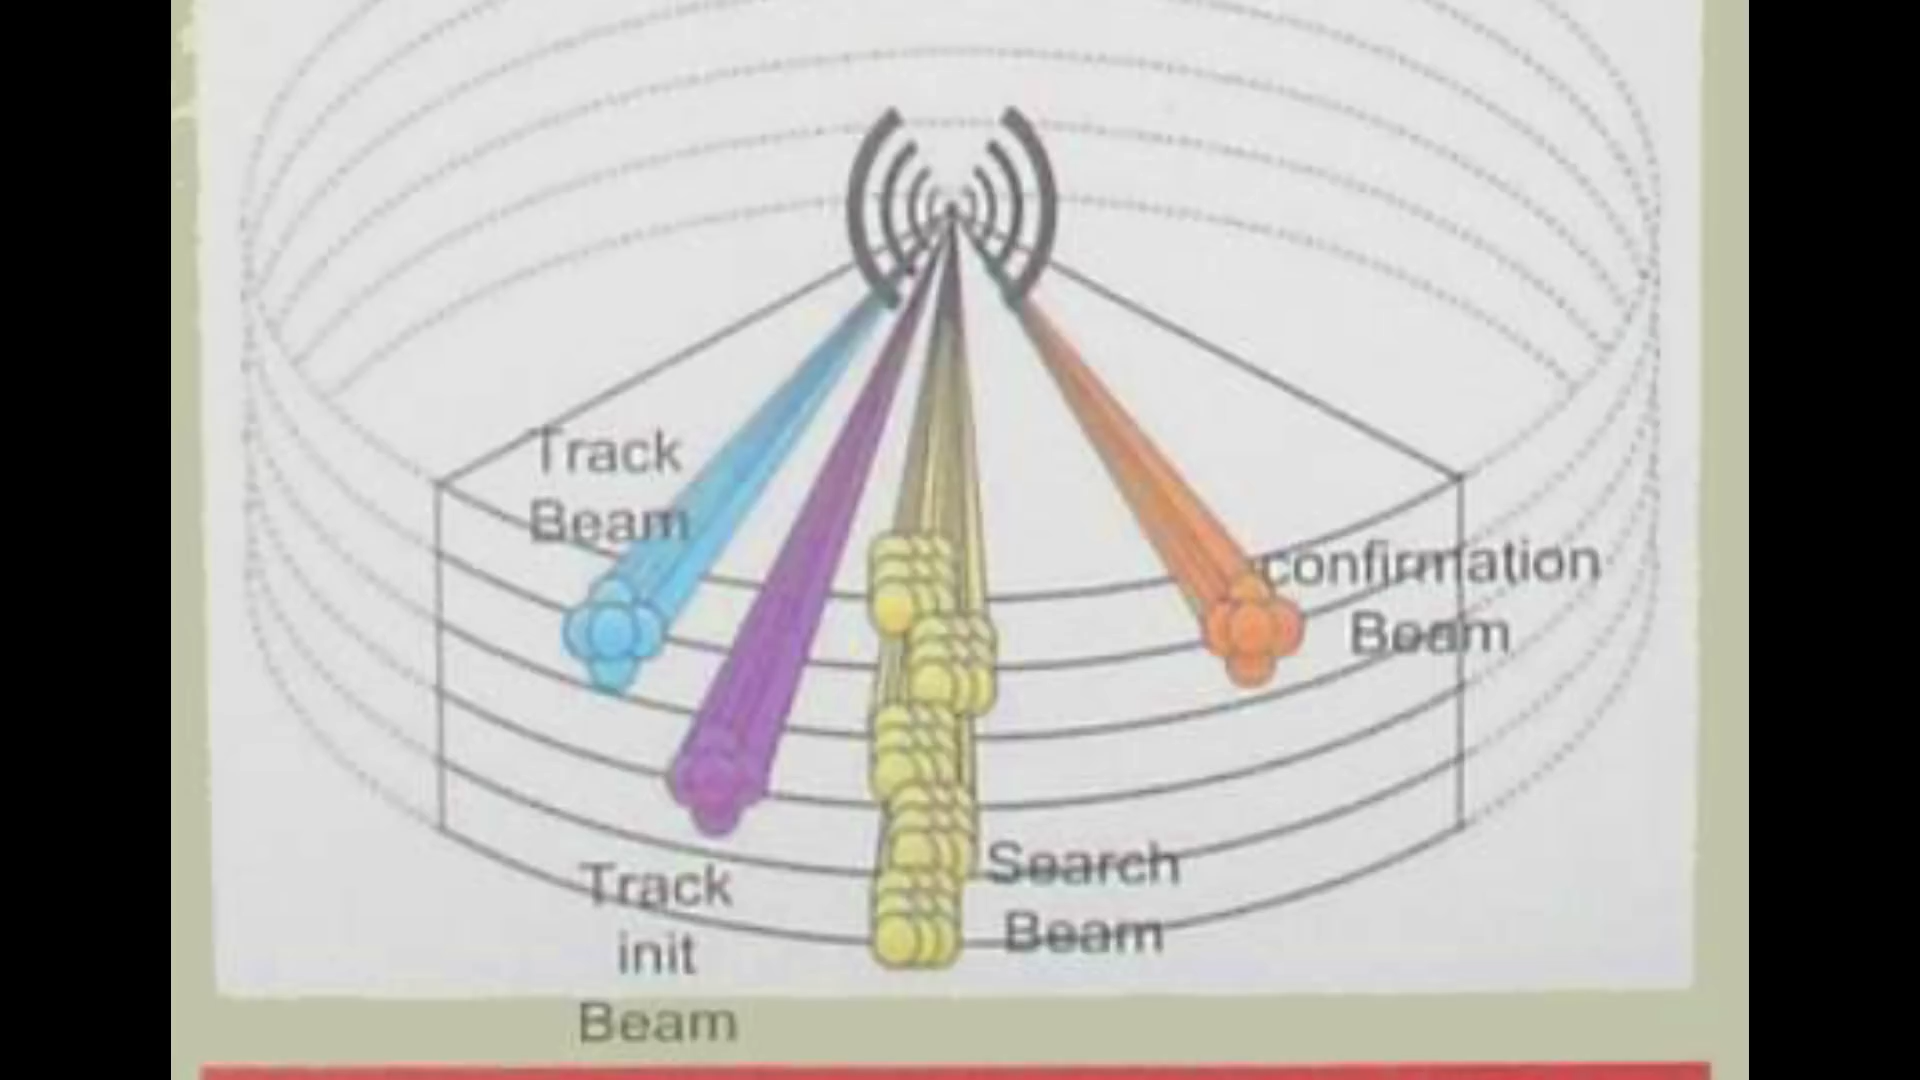 Track
Beam
confirmation
Beam
Search
Beam
Track
init
Beam